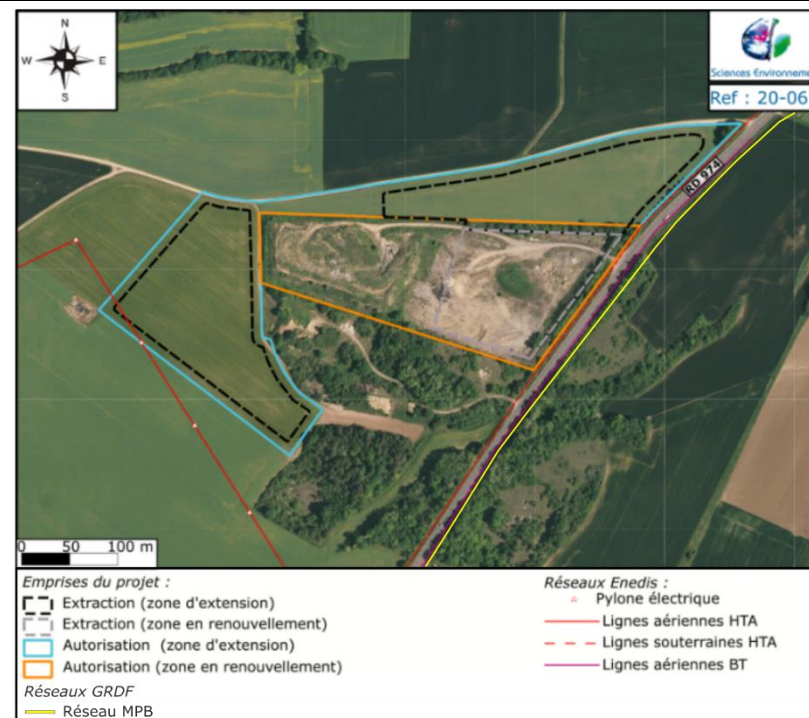 N
W E
S
Sciences Environnement
Ref : 20-06
RD 974
0 50 100 m
Emprises du projet :
Extraction (zone d'extension)
Extraction (zone en renouvellement)
Autorisation (zone d'extension)
Autorisation (zone en renouvellement)
Réseaux GRDF
Réseau MPB
Réseaux Enedis :
Pylone électrique
Lignes aériennes HTA
Lignes souterraines HTA
Lignes aériennes BT